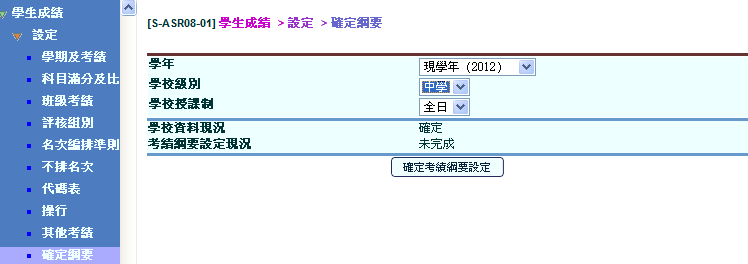 學生成績
設定
學期及考績
科目滿分及比
班級考績
評核組別
名次編排準則
不排名次
代碼表
操行
其他考績
確定綱要
[S-ASR08-01] 學生成績 > 設定 > 確定綱要
學年 現學年 (2012)
學校級別 中學
學校授課制 全日
學校資料現況 確定
考績綱要設定現況 未完成
確定考績綱要設定